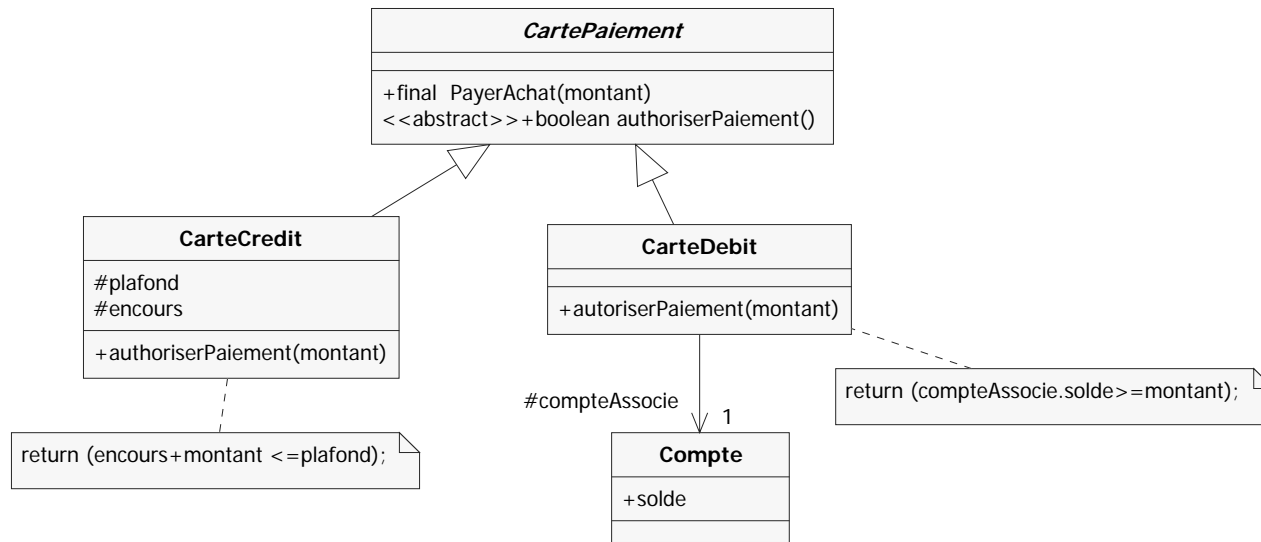 CartePaiement
+final PayerAchat(montant)
<<abstract>>+boolean authoriserPaiement()
CarteCredit
#plafond
#encours
+authoriserPaiement(montant)
CarteDebit
+autoriserPaiement(montant)
return (encours+montant <=plafond);
return (compteAssocie.solde>=montant);
#compteAssocie
1
Compte
+solde